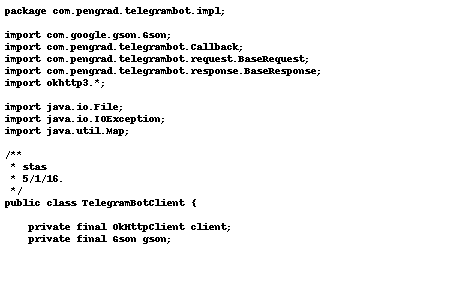 package com.pengrad.telegrambot.impl;

import com.google.gson.Gson;
import com.pengrad.telegrambot.Callback;
import com.pengrad.telegrambot.request.BaseRequest;
import com.pengrad.telegrambot.response.BaseResponse;
import okhttp3.*;

import java.io.File;
import java.io.IOException;
import java.util.Map;

/**
 * stas
 * 5/1/16.
 */
public class TelegramBotClient {

    private final OkHttpClient client;
    private final Gson gson;